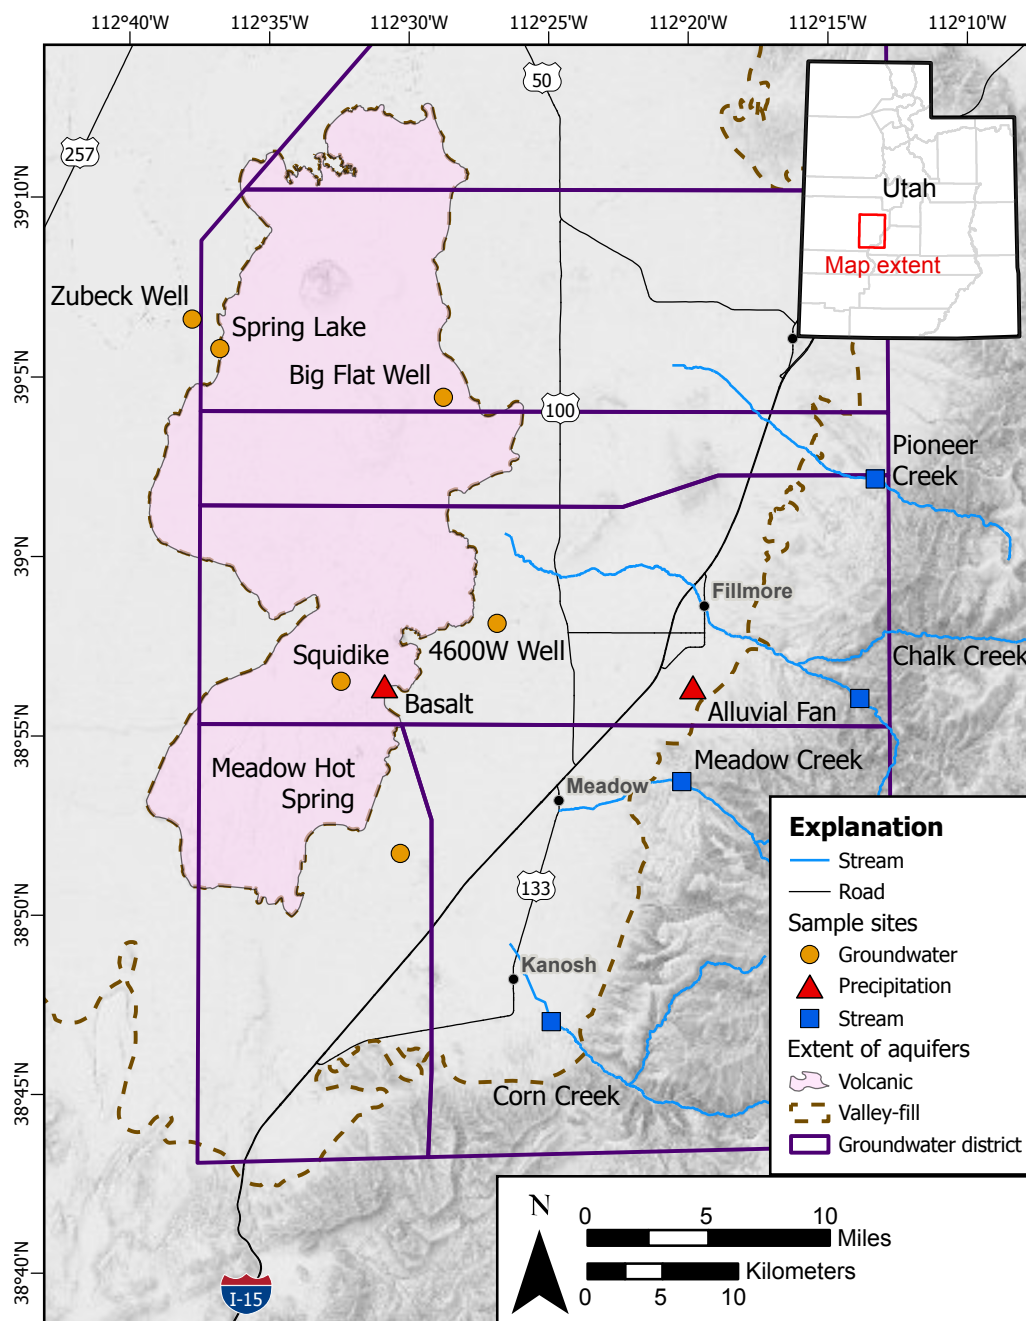 112°40'W 112°35'W 112°30'W 112°25'W 112°20'W 112°15'W 112°10'W
50
257
39°10'N
Utah
Map extent
Zubeck Well
Spring Lake
Big Flat Well
39°5'N
100
Pioneer
Creek
39°N
Fillmore
4600W Well
Chalk Creek
Squidike
Basalt
Alluvial Fan
38°55'N
Meadow Creek
Meadow Hot
Spring
Meadow
133
38°50'N
Kanosh
Corn Creek
38°45'N
38°40'N
I-15
Explanation
Stream
Road
Sample sites
Groundwater
Precipitation
Stream
Extent of aquifers
Volcanic
Valley-fill
Groundwater district
N
0 5 10
Miles
Kilometers
0 5 10